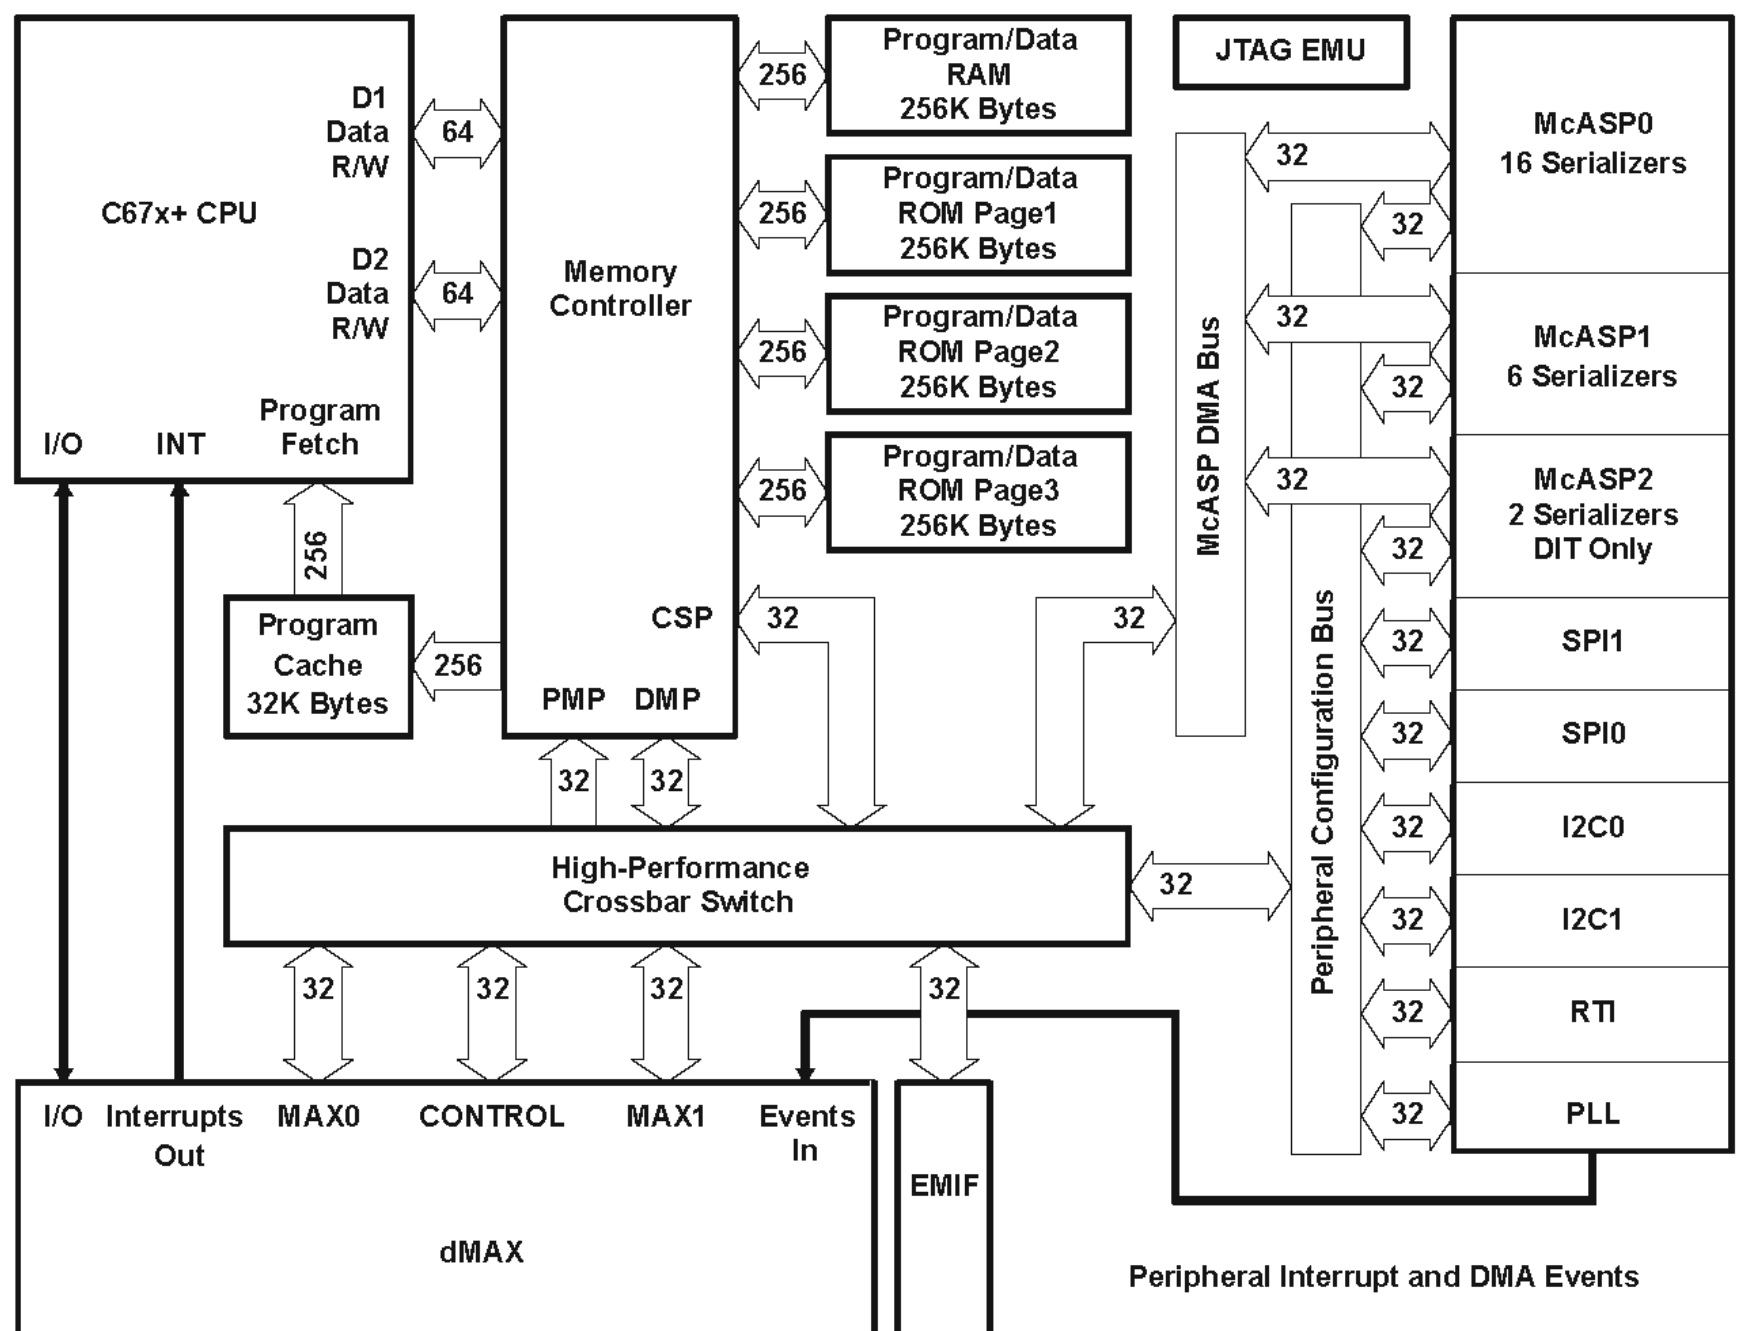 D1
Data
R/W
64
C67x+ CPU
D2
Data
R/W
64
Program
Fetch
I/O
INT
256
Program
Cache
32K Bytes
256
Memory
Controller
CSP
PMP
DMP
256
Program/Data
RAM
256K Bytes
256
Program/Data
ROM Page1
256K Bytes
256
Program/Data
ROM Page2
256K Bytes
256
Program/Data
ROM Page3
256K Bytes
32
32
32
32
High-Performance
Crossbar Switch
32
32
32
32
32
I/O
Interrupts
Out
MAX0
CONTROL
MAX1
Events
In
dMAX
EMIF
JTAG EMU
McASP DMA Bus
Peripheral Configuration Bus
32
32
McASP0
16 Serializers
32
32
McASP1
6 Serializers
32
32
McASP2
2 Serializers
DIT Only
32
SPI1
32
SPI0
32
I2C0
32
I2C1
32
RTI
32
PLL
Peripheral Interrupt and DMA Events